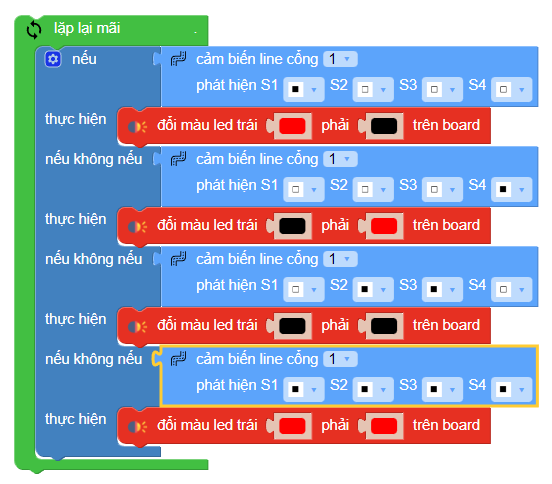 lặp lại mãi .
nếu cảm biến line cổng 1
phát hiện S1 S2 S3 S4
thực hiện đổi màu led trái phải trên board
nếu không nếu cảm biến line cổng 1
phát hiện S1 S2 S3 S4
thực hiện đổi màu led trái phải trên board
nếu không nếu cảm biến line cổng 1
phát hiện S1 S2 S3 S4
thực hiện đổi màu led trái phải trên board
nếu không nếu cảm biến line cổng 1
phát hiện S1 S2 S3 S4
thực hiện đổi màu led trái phải trên board